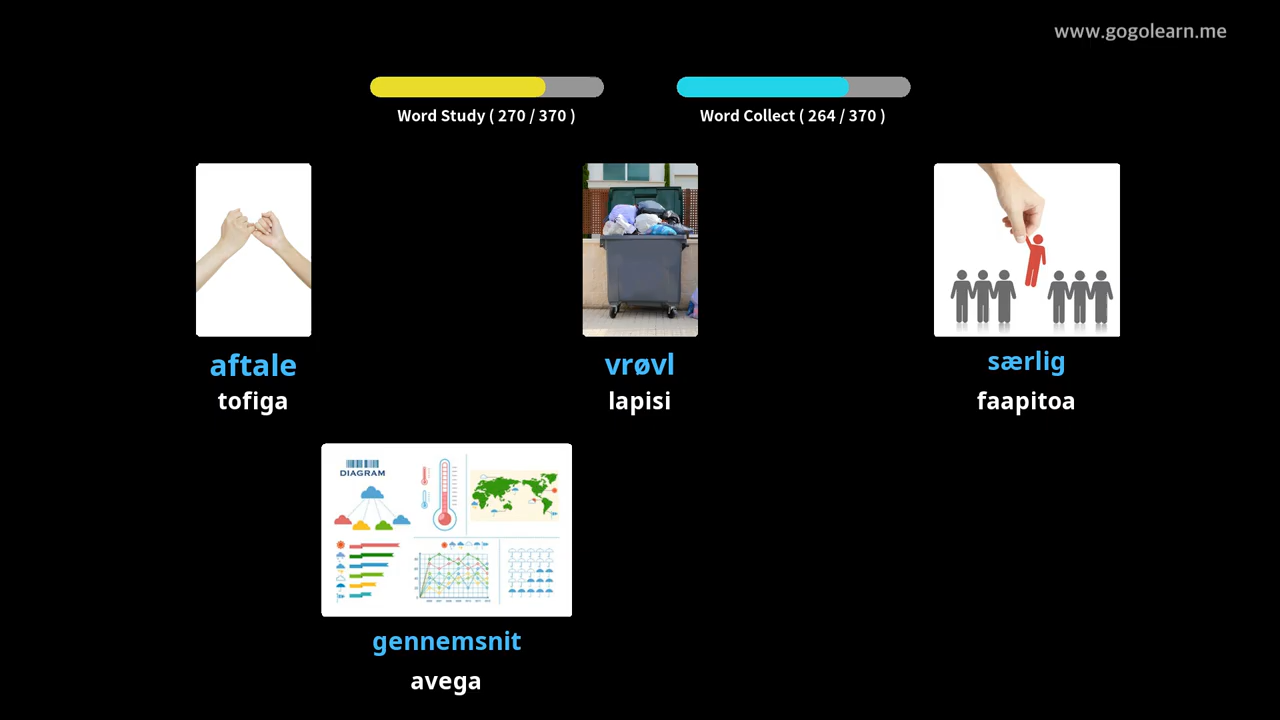 www.gogolearn.me
Word Study ( 270 / 370 )
Word Collect ( 264 / 370 )
aftale
tofiga
vrøvl
lapisi
særlig
faapitoa
DIAGRAM
gennemsnit
avega